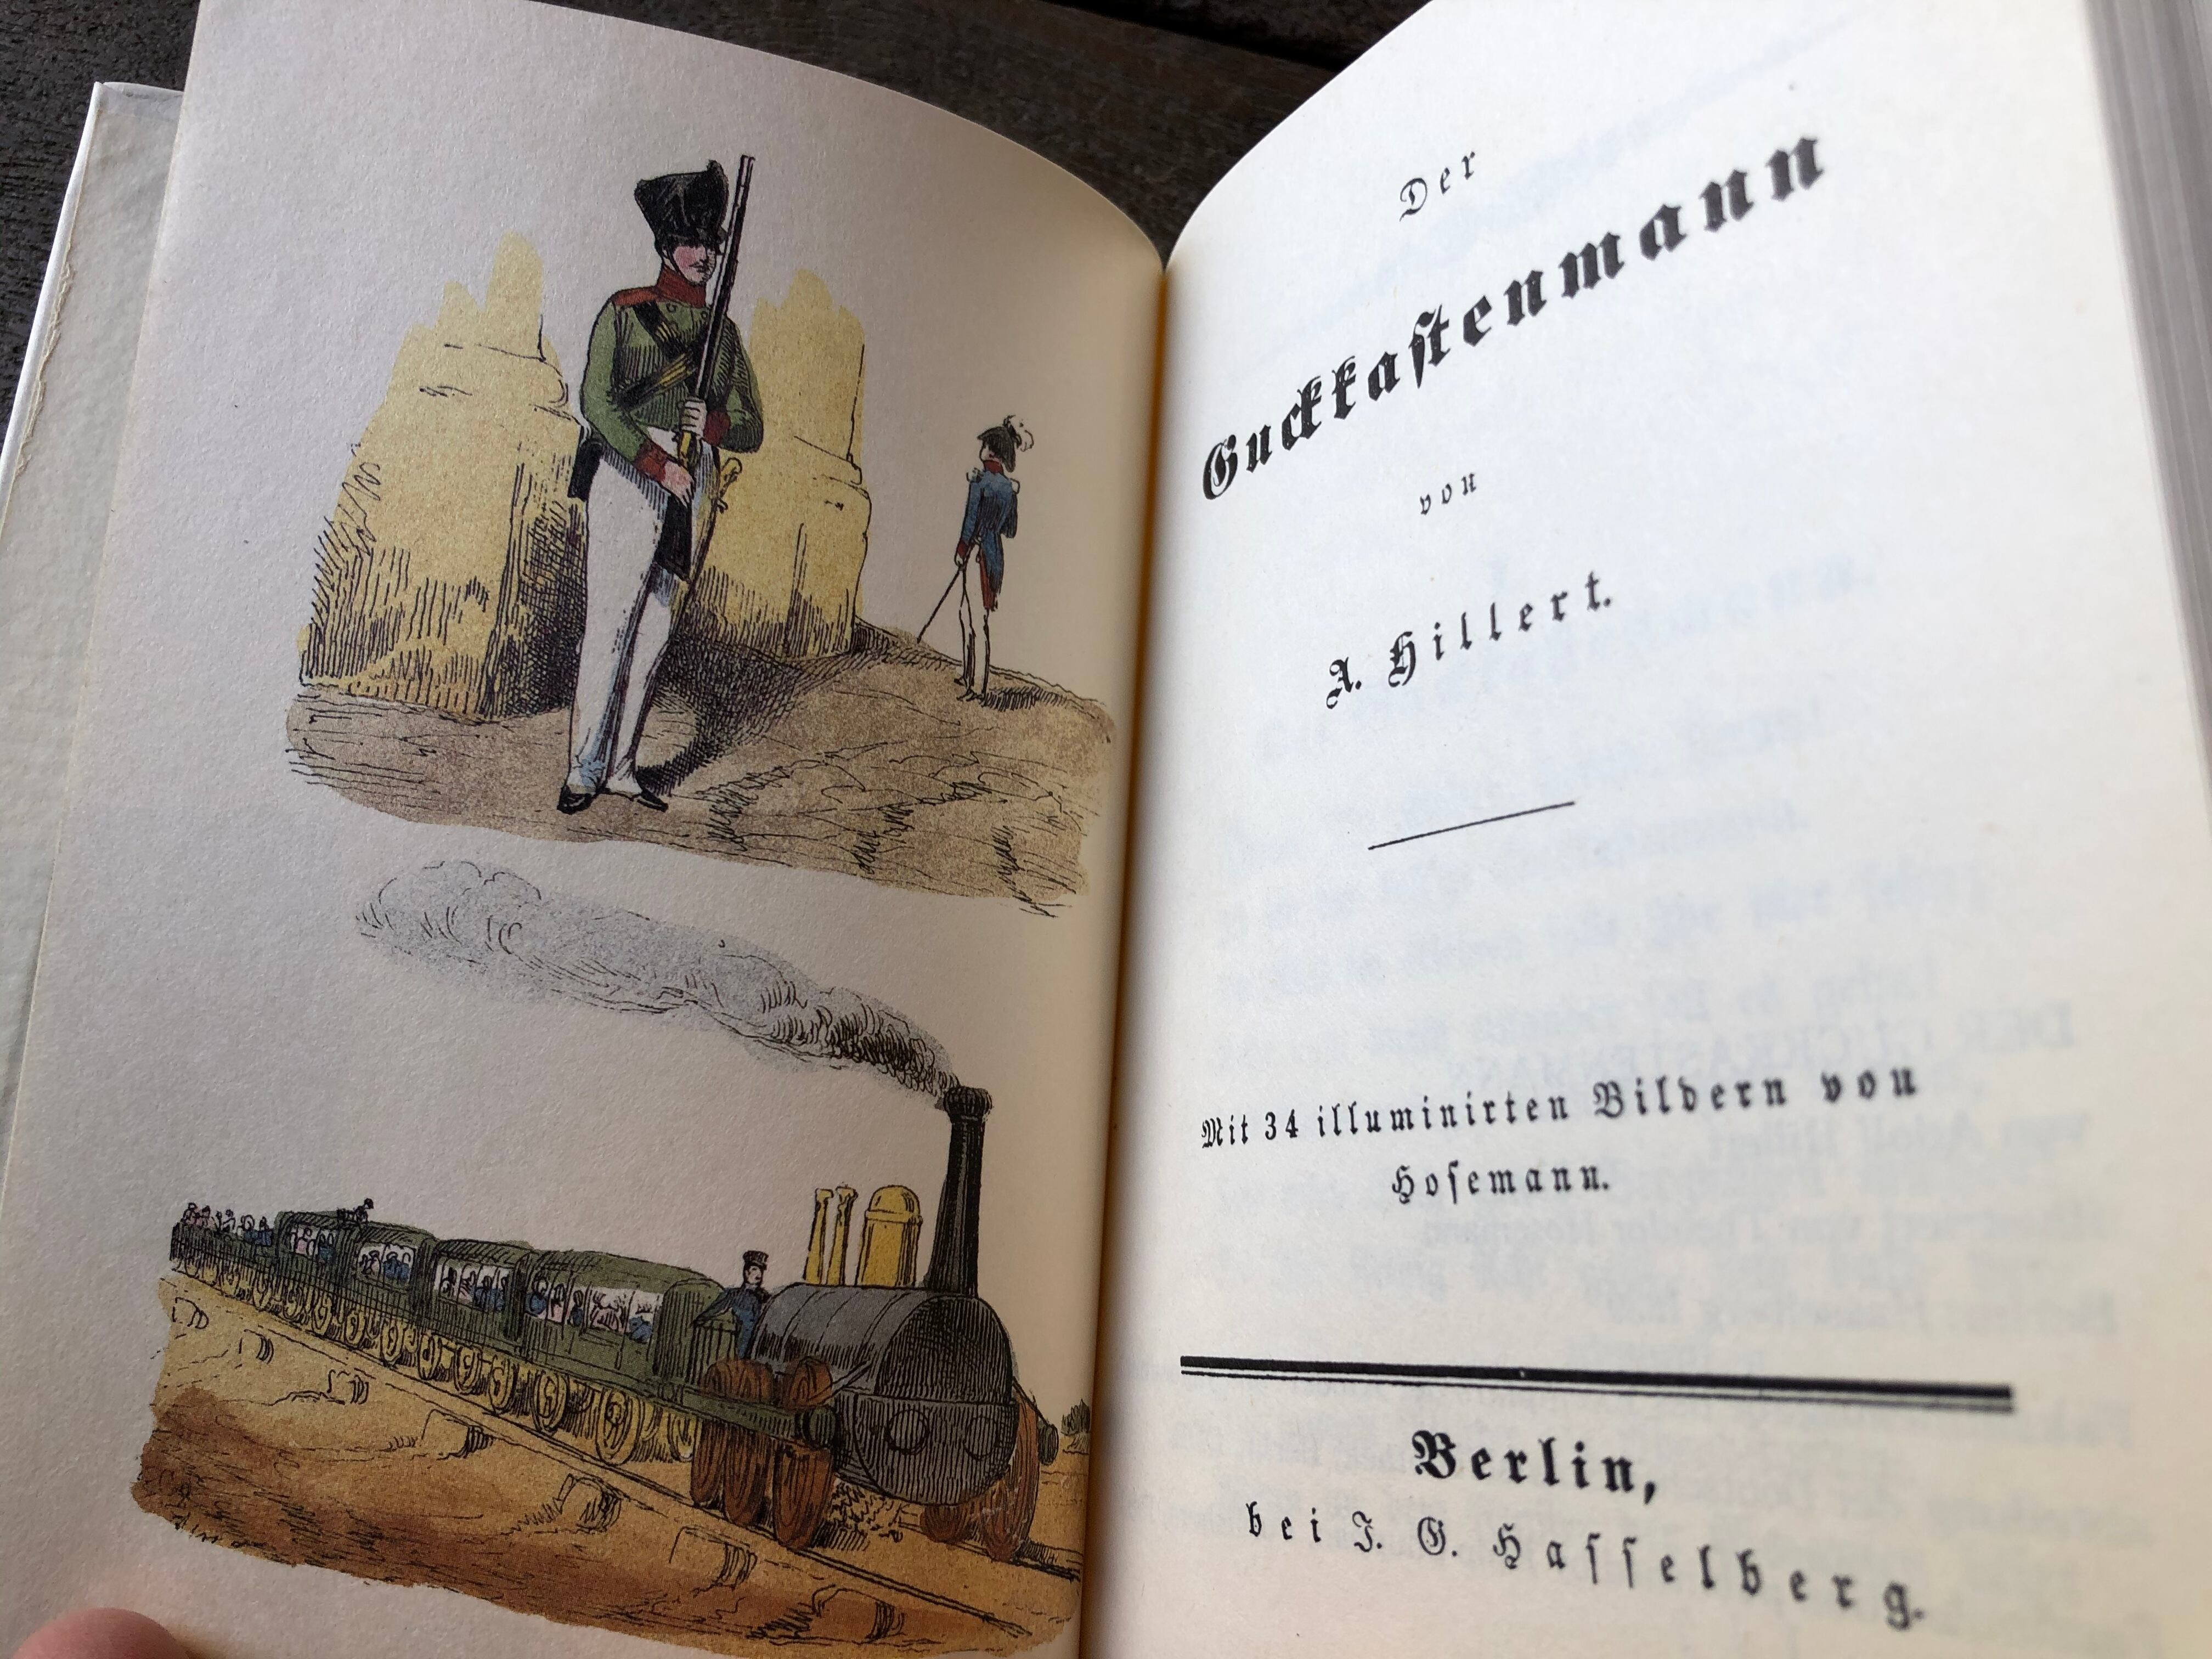 Der
Guckkaſtenmann
von
A. Hillert.
Mit 34 illuminirten Bildern von
Hoſemann.
Berlin,
bei J. G. Haſſelberg.